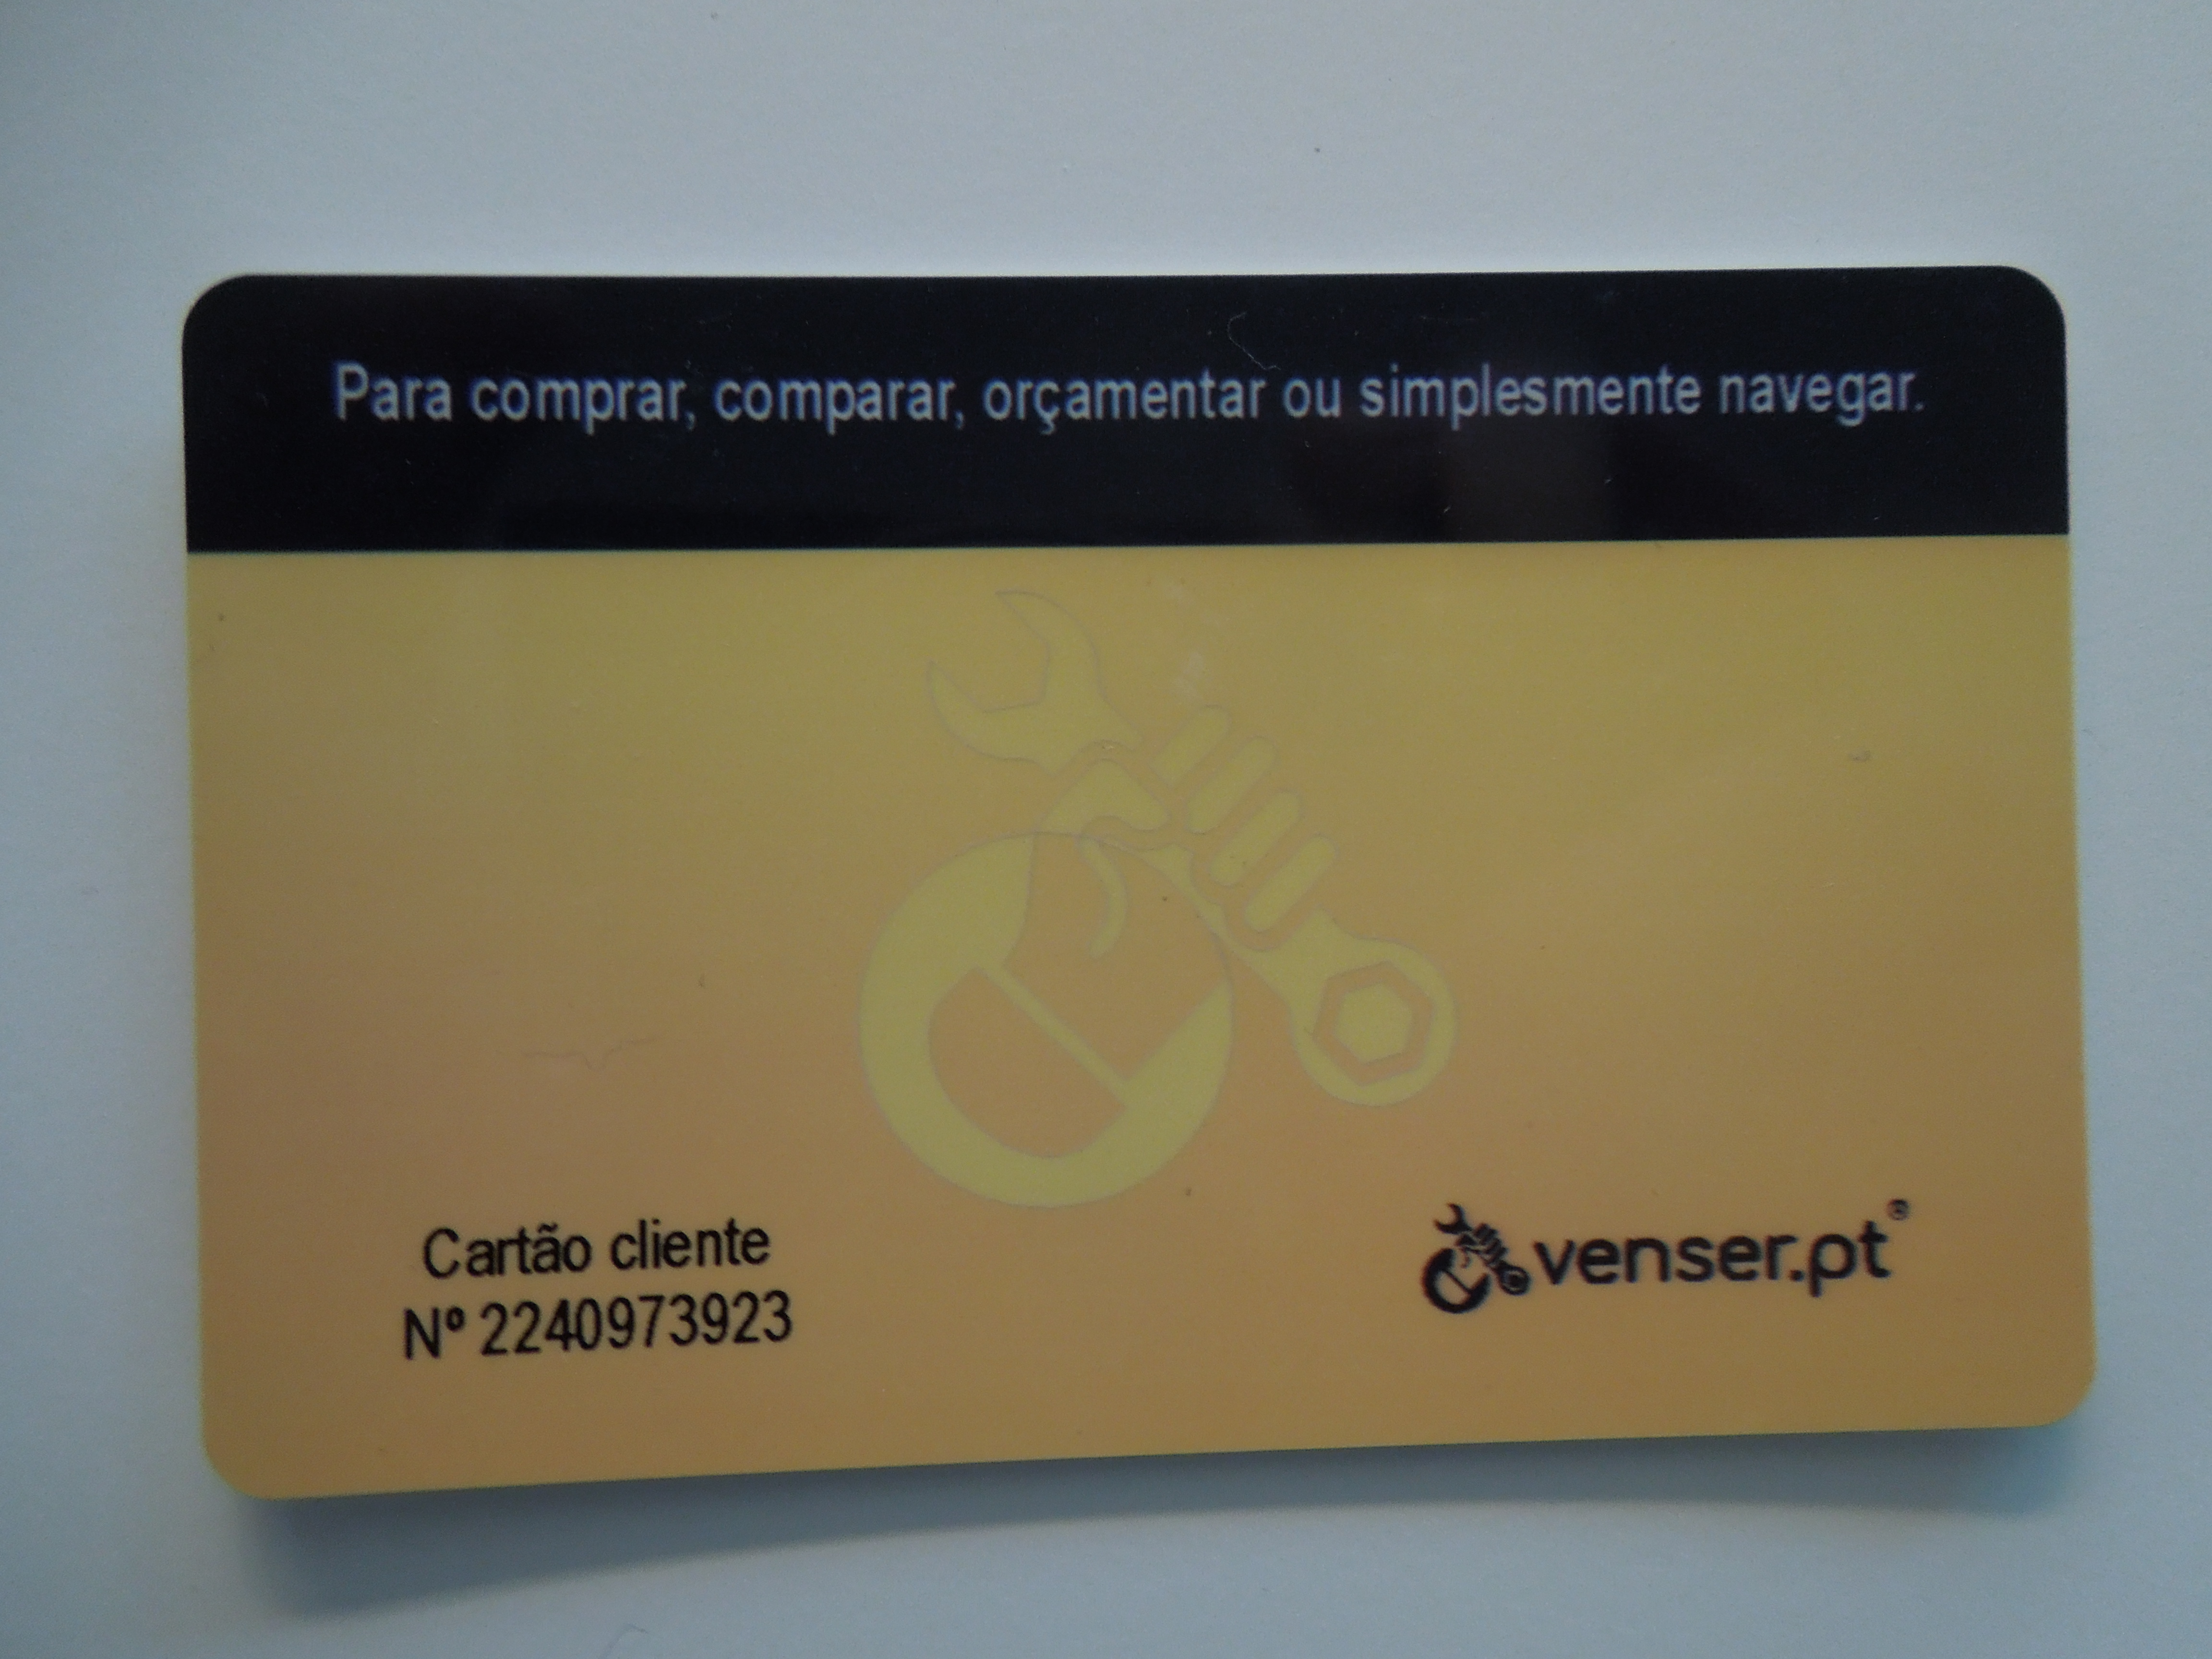 Para comprar, comparar, orçamentar ou simplesmente navegar.
Cartão cliente
Nº 2240973923
venser.pt®